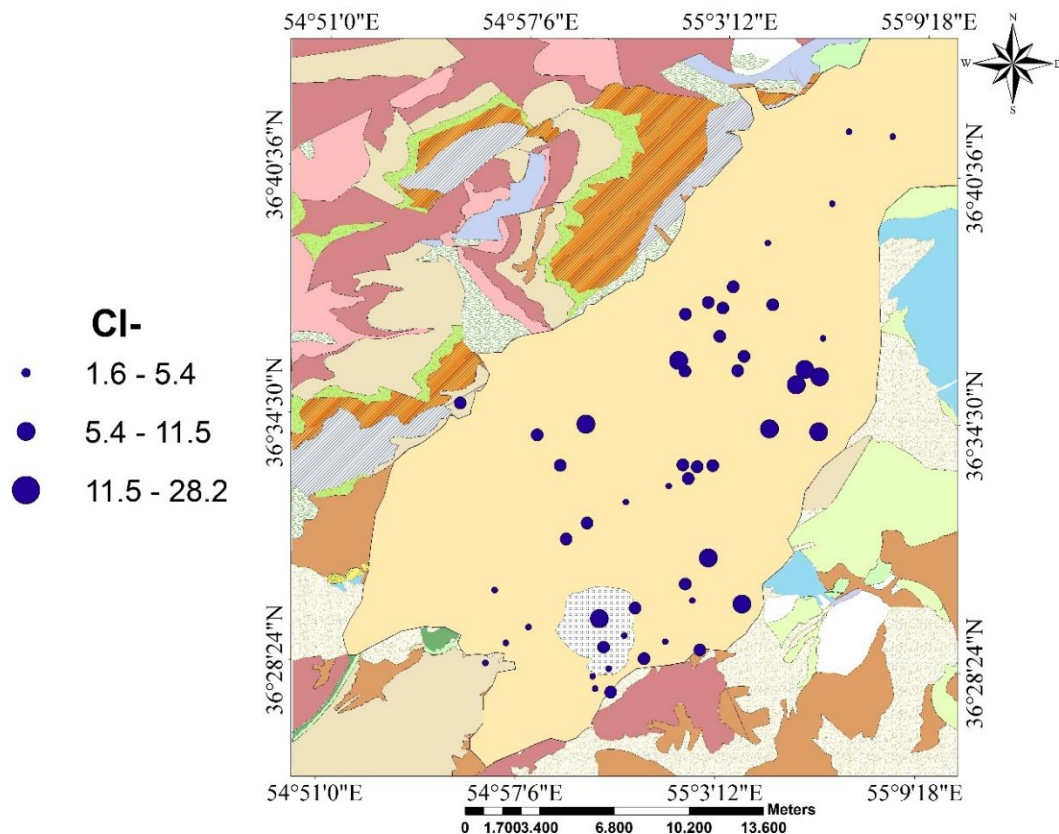 54°51'0"E 54°57'6"E 55°3'12"E 55°9'18"E
N
W E
S
36°40'36"N 36°40'36"N
Cl-
1.6 - 5.4
5.4 - 11.5
11.5 - 28.2
36°34'30"N 36°34'30"N
36°28'24"N 36°28'24"N
54°51'0"E 54°57'6"E 55°3'12"E 55°9'18"E
Meters
0 1.7003.400 6.800 10.200 13.600